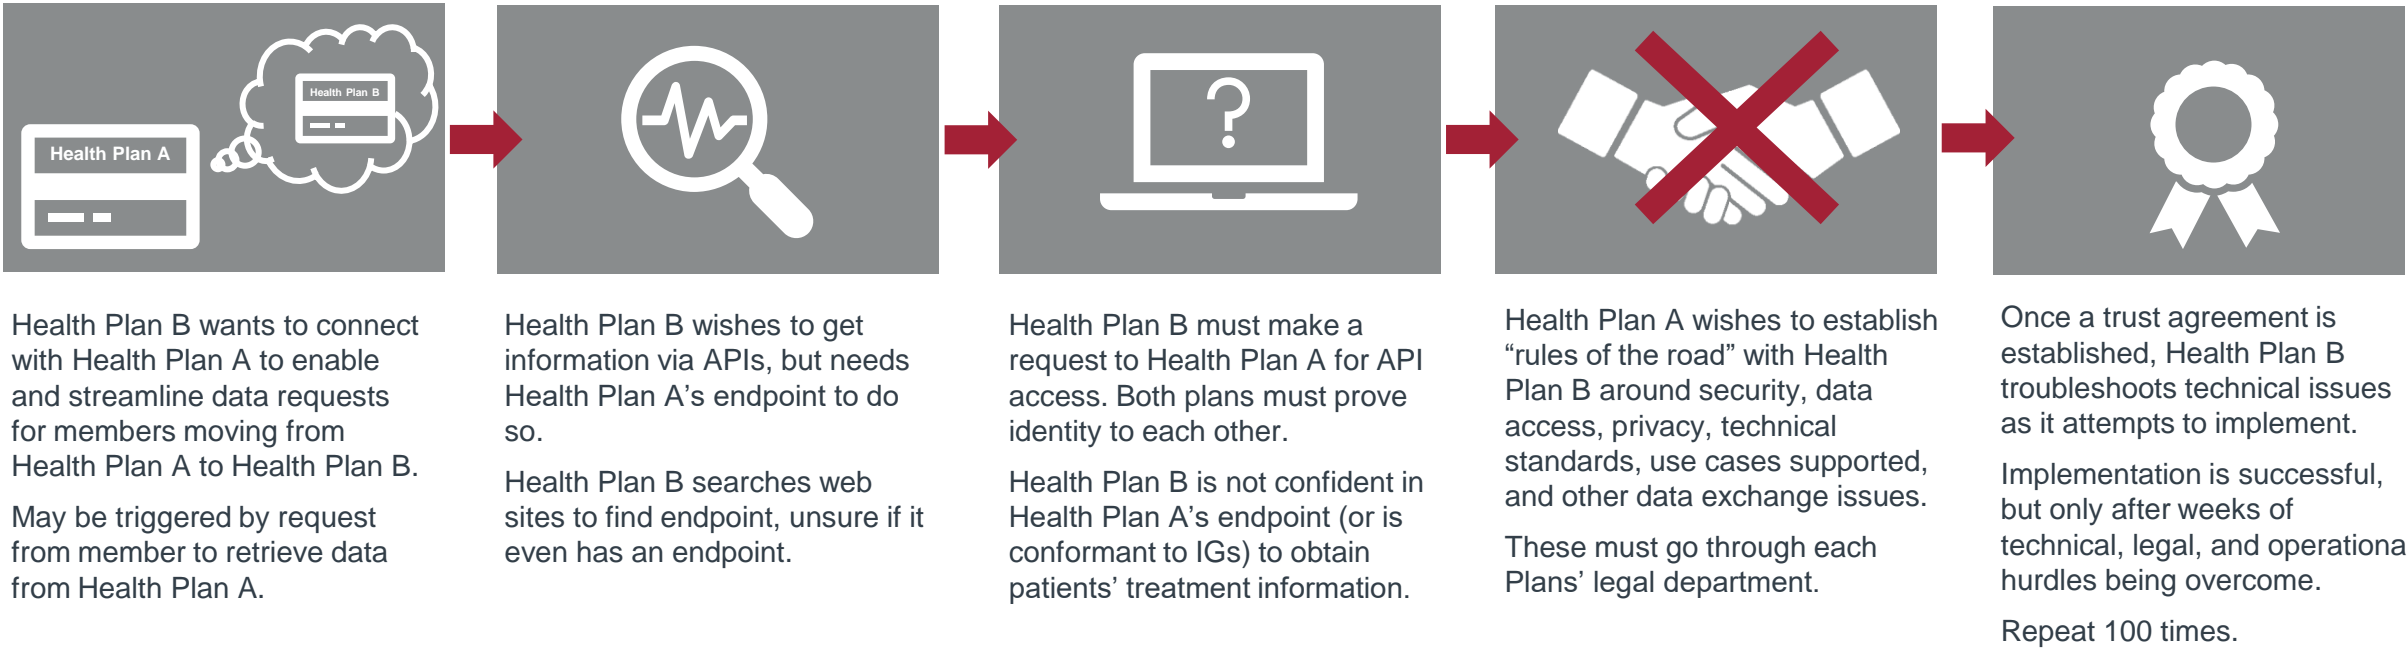 Health Plan A
Health Plan B
?
Health Plan B wants to connect
with Health Plan A to enable
and streamline data requests
for members moving from
Health Plan A to Health Plan B.
May be triggered by request
from member to retrieve data
from Health Plan A.
Health Plan B wishes to get
information via APIs, but needs
Health Plan A’s endpoint to do
so.
Health Plan B searches web
sites to find endpoint, unsure if it
even has an endpoint.
Health Plan B must make a
request to Health Plan A for API
access. Both plans must prove
identity to each other.
Health Plan B is not confident in
Health Plan A’s endpoint (or is
conformant to IGs) to obtain
patients’ treatment information.
Health Plan A wishes to establish
“rules of the road” with Health
Plan B around security, data
access, privacy, technical
standards, use cases supported,
and other data exchange issues.
These must go through each
Plans’ legal department.
Once a trust agreement is
established, Health Plan B
troubleshoots technical issues
as it attempts to implement.
Implementation is successful,
but only after weeks of
technical, legal, and operationa
hurdles being overcome.
Repeat 100 times.